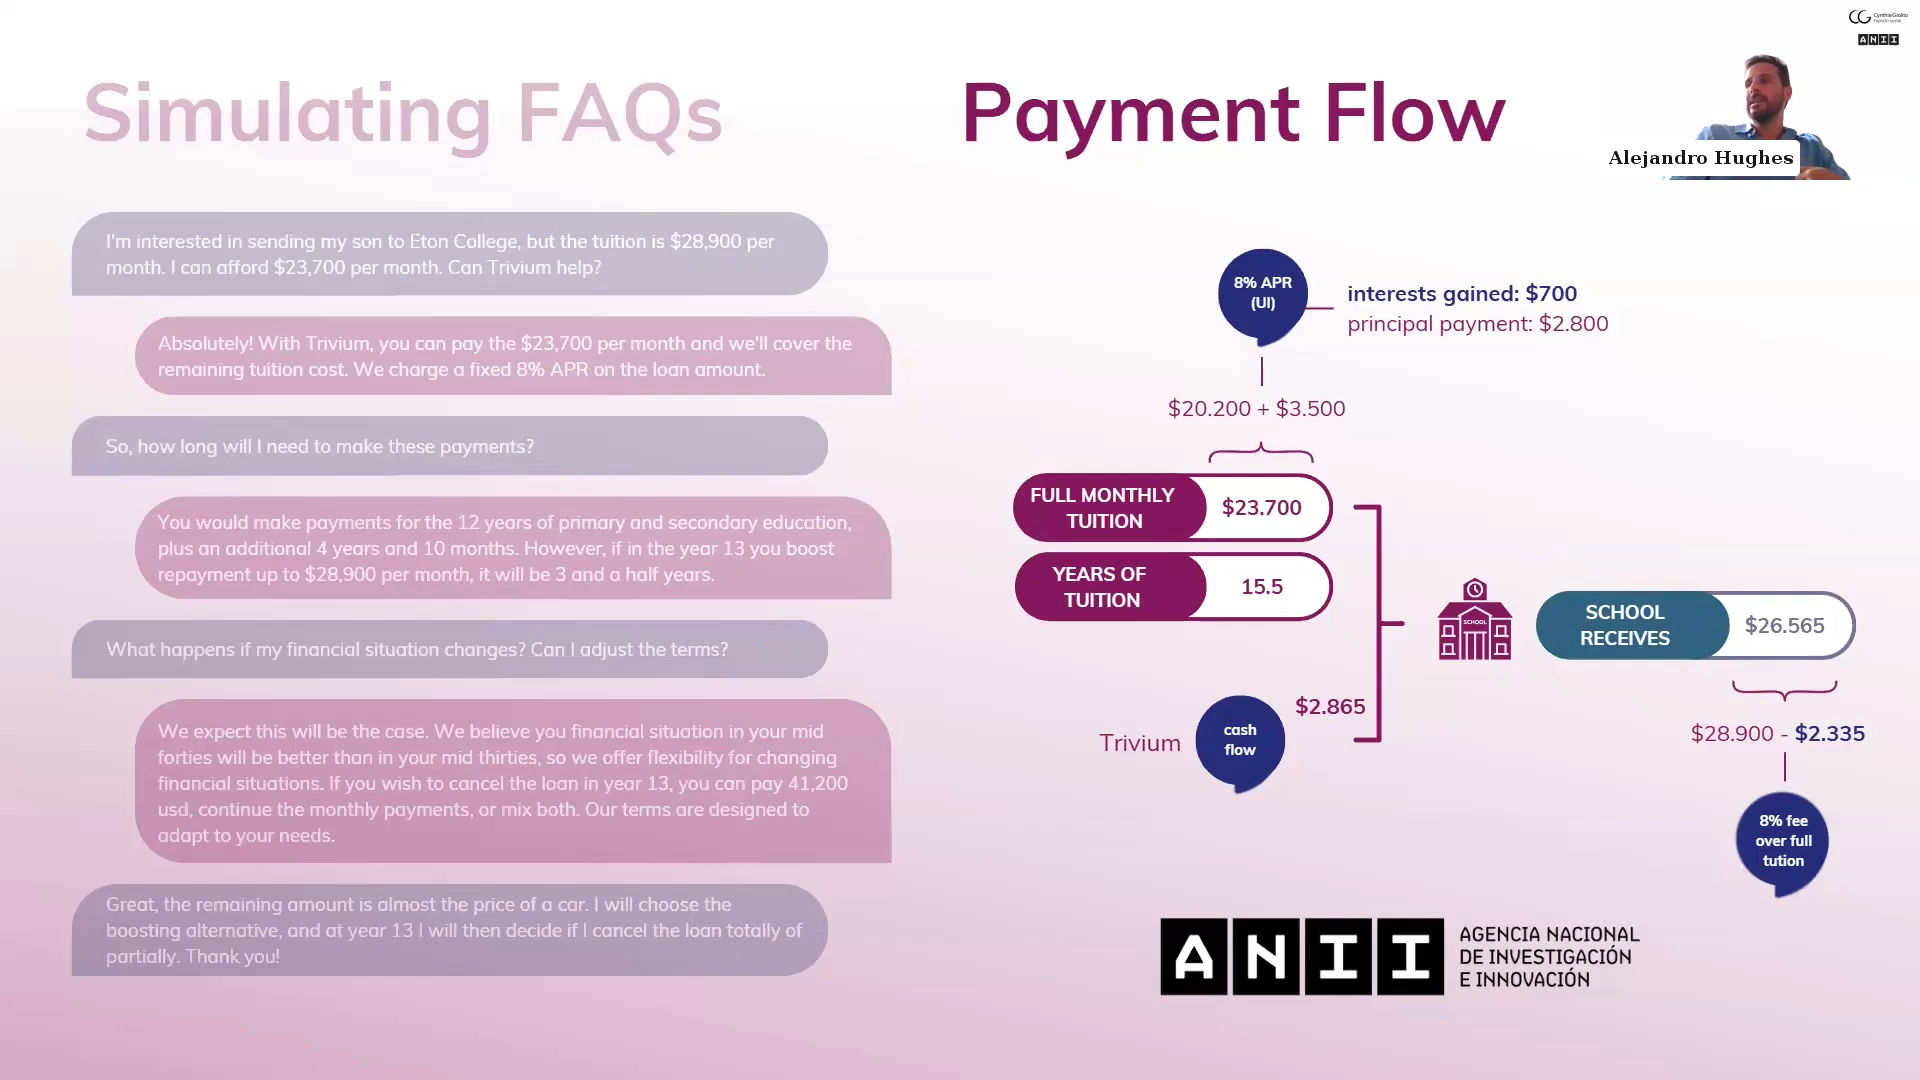 CG Cynthia Giolito
impacto social
ANII
Simulating FAQs
Payment Flow
Alejandro Hughes
I'm interested in sending my son to Eton College, but the tuition is $28,900 per
month. I can afford $23,700 per month. Can Trivium help?
Absolutely! With Trivium, you can pay the $23,700 per month and we'll cover the
remaining tuition cost. We charge a fixed 8% APR on the loan amount.
So, how long will I need to make these payments?
You would make payments for the 12 years of primary and secondary education,
plus an additional 4 years and 10 months. However, if in the year 13 you boost
repayment up to $28,900 per month, it will be 3 and a half years.
What happens if my financial situation changes? Can I adjust the terms?
We expect this will be the case. We believe you financial situation in your mid
forties will be better than in your mid thirties, so we offer flexibility for changing
financial situations. If you wish to cancel the loan in year 13, you can pay 41,200
usd, continue the monthly payments, or mix both. Our terms are designed to
adapt to your needs.
Great, the remaining amount is almost the price of a car. I will choose the
boosting alternative, and at year 13 I will then decide if I cancel the loan totally of
partially. Thank you!
8% APR
(UI)
interests gained: $700
principal payment: $2.800
$20.200 + $3.500
FULL MONTHLY
TUITION
$23.700
YEARS OF
TUITION
15.5
SCHOOL
SCHOOL
RECEIVES
$26.565
$2.865
Trivium
cash
flow
$28.900 - $2.335
8% fee
over full
tution
ANII
AGENCIA NACIONAL
DE INVESTIGACIÓN
E INNOVACIÓN